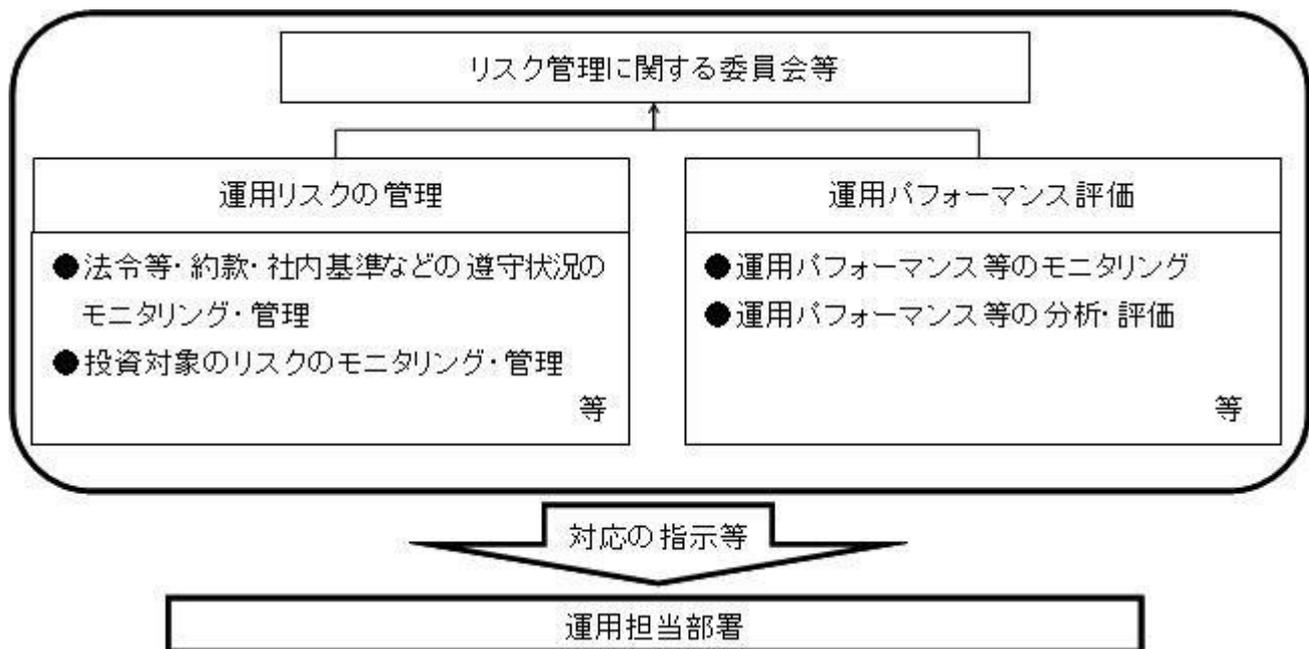 リスク管理に関する委員会等
運用リスクの管理
●法令等・約款・社内基準などの遵守状況の
モニタリング・管理
●投資対象のリスクのモニタリング・管理
等
運用パフォーマンス評価
●運用パフォーマンス等のモニタリング
●運用パフォーマンス等の分析・評価
等
対応の指示等
運用担当部署